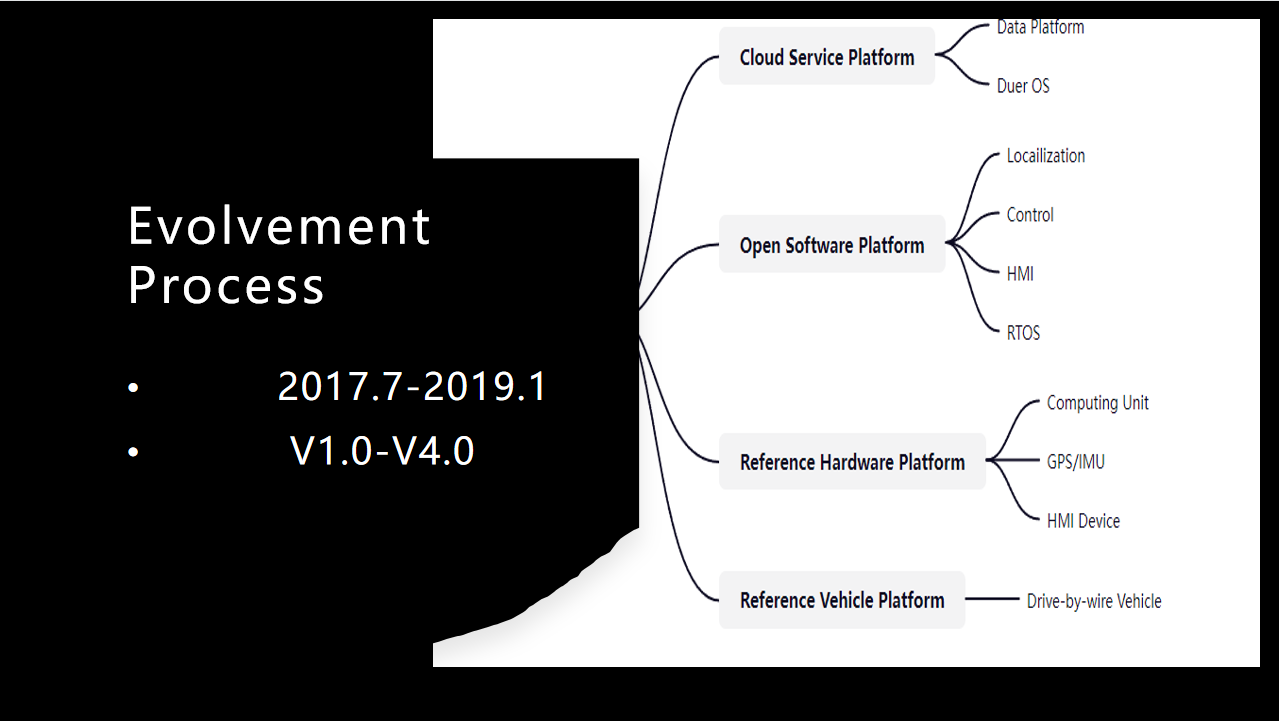 Evolvement
Process
• 2017.7-2019.1
• V1.0-V4.0
Cloud Service Platform
Data Platform
Duer OS
Open Software Platform
Locailization
Control
HMI
RTOS
Reference Hardware Platform
Computing Unit
GPS/IMU
HMI Device
Reference Vehicle Platform
Drive-by-wire Vehicle